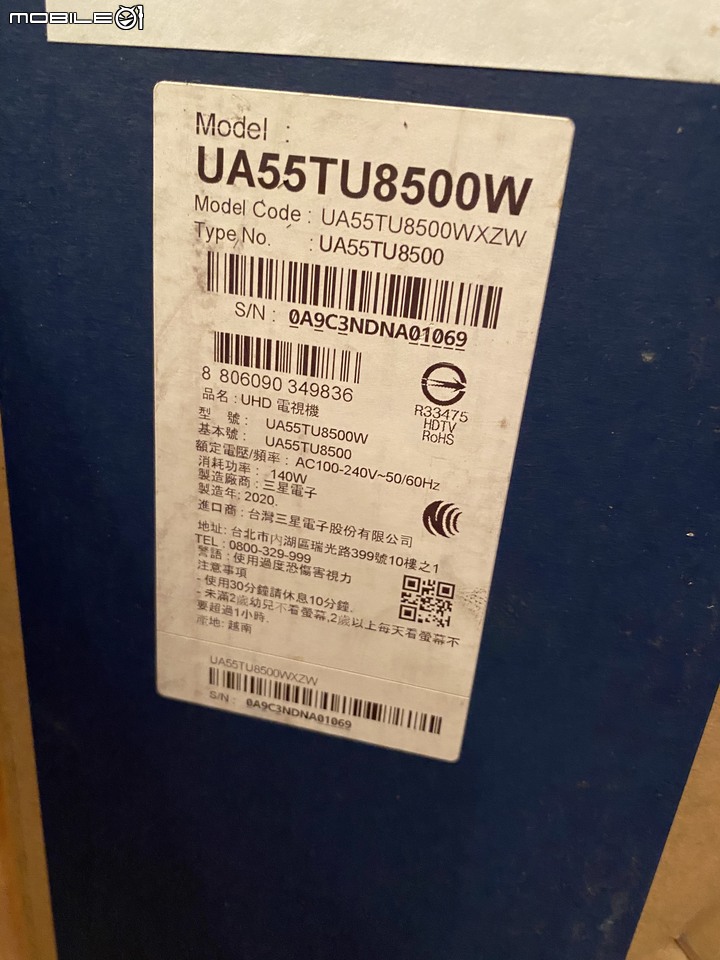 MOBILE01
Model :
UA55TU8500W
Model Code : UA55TU8500WXZW
Type No. : UA55TU8500
S/N : 0A9C3NDNA01069
8 806090 349836
R33475
HDTV
RoHS
品名 : UHD 電視機
型 號 : UA55TU8500W
基本號 : UA55TU8500
額定電壓/頻率 : AC100-240V~50/60Hz
消耗功率 : 140W
製造廠商 : 三星電子
製造年: 2020.
進口商 : 台灣三星電子股份有限公司
地址: 台北市內湖區瑞光路399號10樓之1
TEL : 0800-329-999
警語 : 使用過度恐傷害視力
注意事項
- 使用30分鐘請休息10分鐘.
- 未滿2歲幼兒不看螢幕,2歲以上每天看螢幕不
要超過1小時.
產地: 越南
UA55TU8500WXZW
S/N : 0A9C3NDNA01069